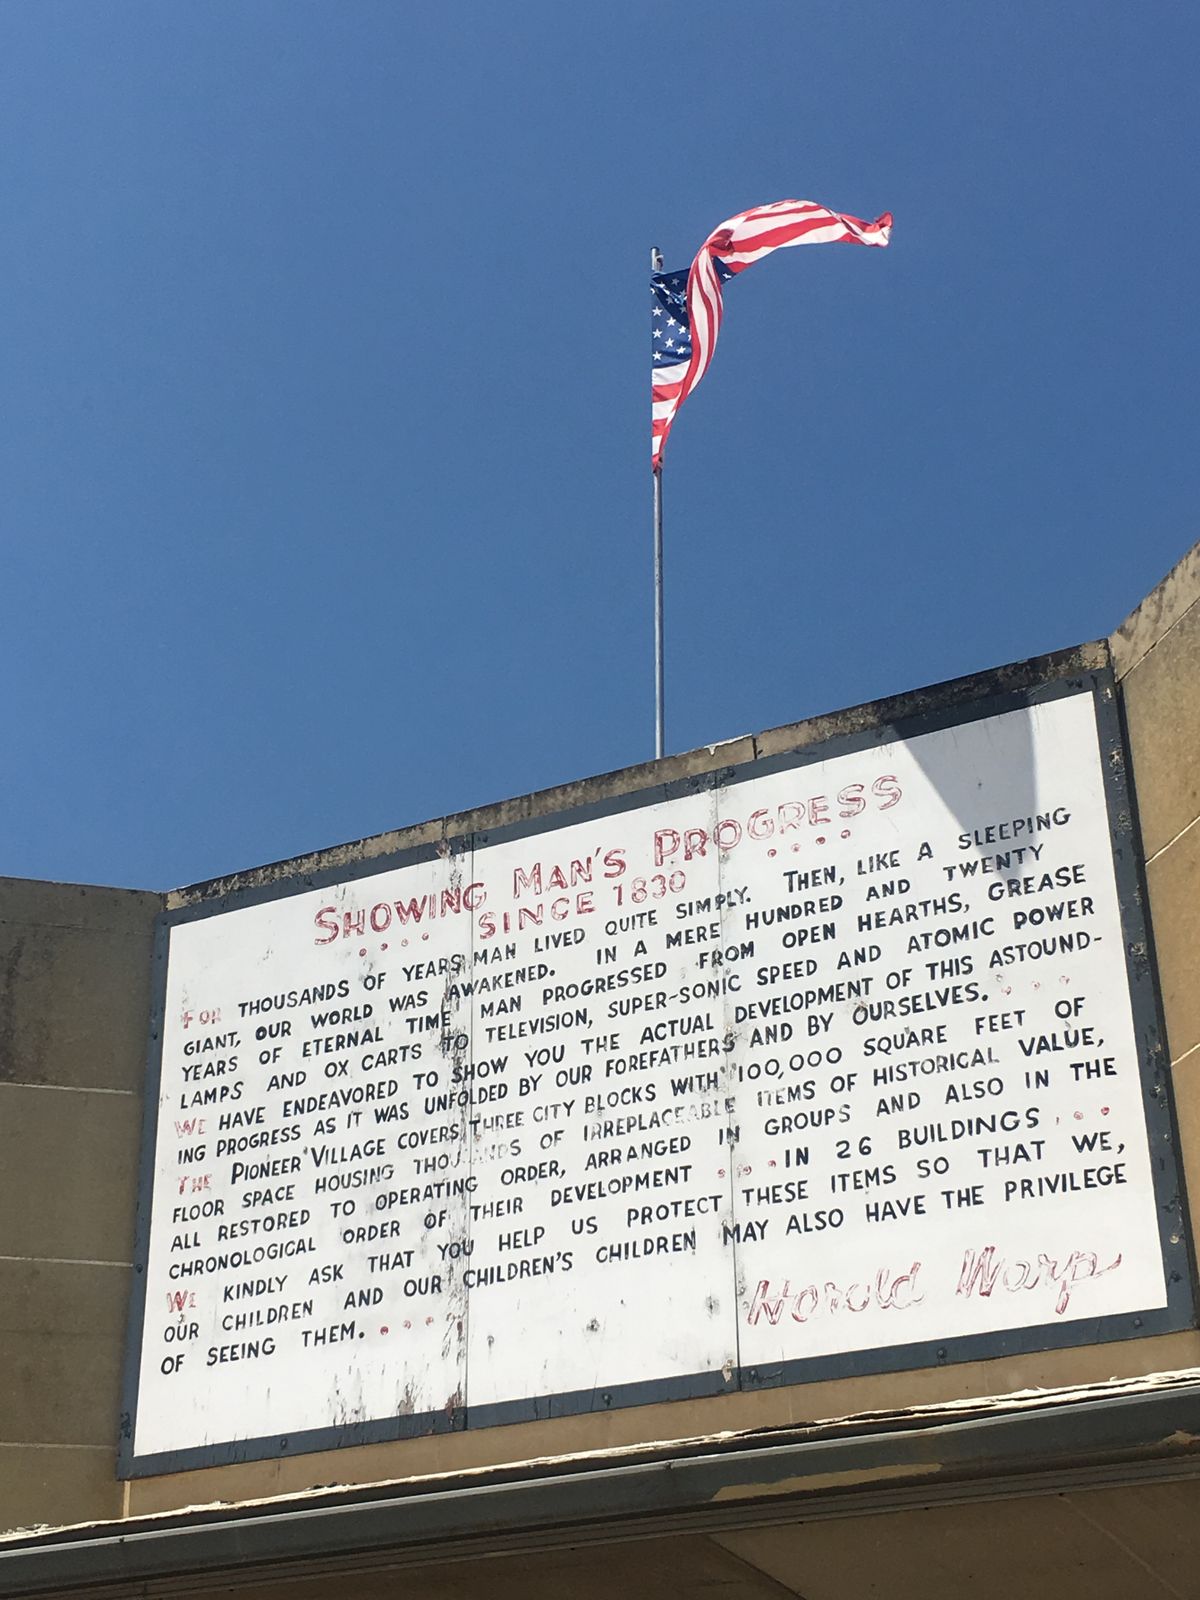 SHOWING MAN'S PROGRESS
SINCE 1830
FOR THOUSANDS OF YEARS MAN LIVED QUITE SIMPLY. THEN, LIKE A SLEEPING
GIANT, OUR WORLD WAS AWAKENED. IN A MERE HUNDRED AND TWENTY
YEARS OF ETERNAL TIME MAN PROGRESSED FROM OPEN HEARTHS, GREASE
LAMPS AND OX CARTS TO TELEVISION, SUPER-SONIC SPEED AND ATOMIC POWER
WE HAVE ENDEAVORED TO SHOW YOU THE ACTUAL DEVELOPMENT OF THIS ASTOUND-
ING PROGRESS AS IT WAS UNFOLDED BY OUR FOREFATHERS AND BY OURSELVES. . . . .
THE PIONEER VILLAGE COVERS THREE CITY BLOCKS WITH 100,000 SQUARE FEET OF
FLOOR SPACE HOUSING THOUSANDS OF IRREPLACEABLE ITEMS OF HISTORICAL VALUE,
ALL RESTORED TO OPERATING ORDER, ARRANGED IN GROUPS AND ALSO IN THE
CHRONOLOGICAL ORDER OF THEIR DEVELOPMENT . . . . IN 26 BUILDINGS . . .
WE KINDLY ASK THAT YOU HELP US PROTECT THESE ITEMS SO THAT WE,
OUR CHILDREN AND OUR CHILDREN'S CHILDREN MAY ALSO HAVE THE PRIVILEGE
OF SEEING THEM. . . . .
Harold Warp